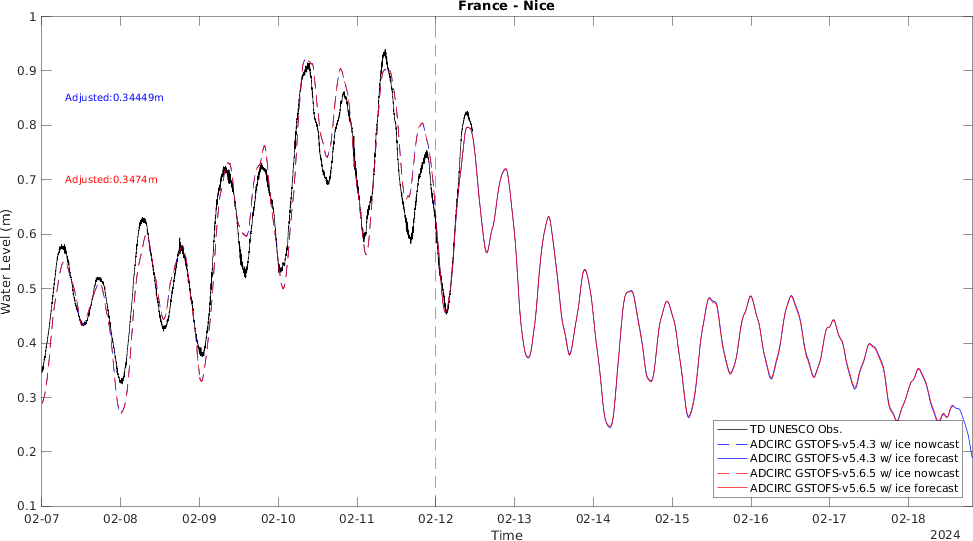 France - Nice
Water Level (m)
1
0.9
0.8
0.7
0.6
0.5
0.4
0.3
0.2
0.1
Adjusted:0.34449m
Adjusted:0.3474m
TD UNESCO Obs.
ADCIRC GSTOFS-v5.4.3 w/ ice nowcast
ADCIRC GSTOFS-v5.4.3 w/ ice forecast
ADCIRC GSTOFS-v5.6.5 w/ ice nowcast
ADCIRC GSTOFS-v5.6.5 w/ ice forecast
02-07 02-08 02-09 02-10 02-11 02-12 02-13 02-14 02-15 02-16 02-17 02-18
Time
2024